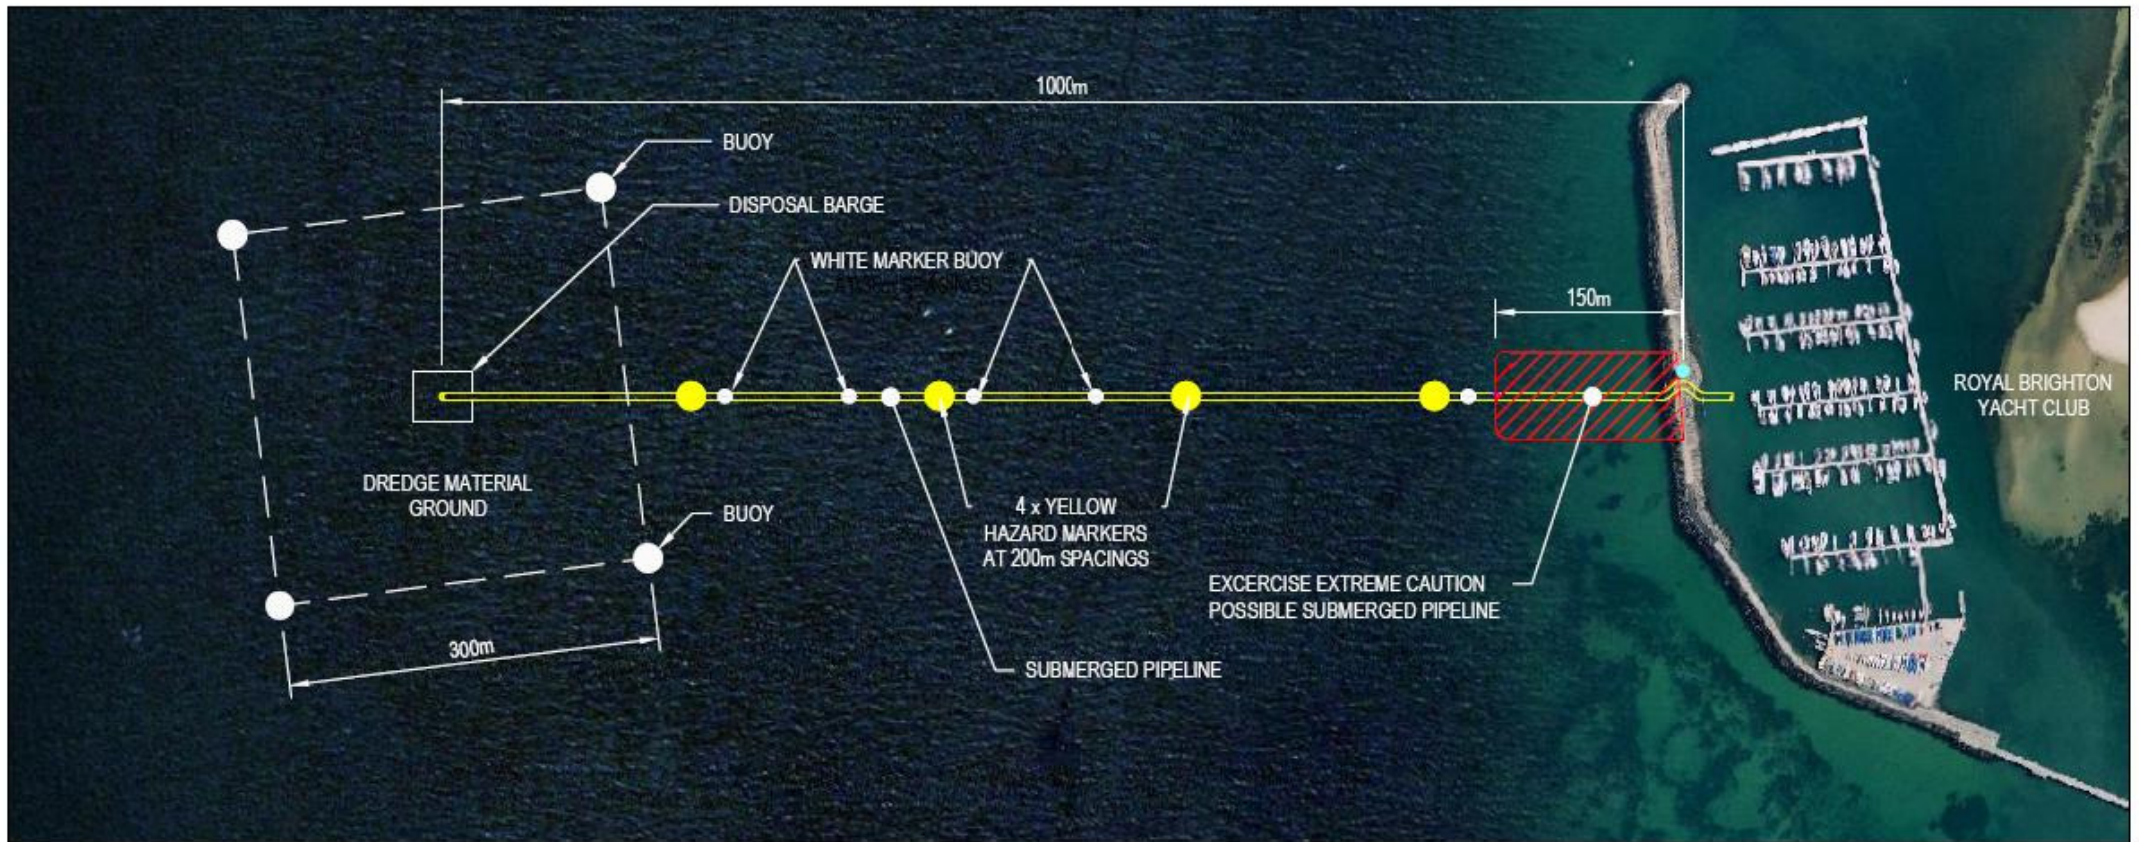 1000m
BUOY
DISPOSAL BARGE
WHITE MARKER BUOY
SPACINGS
150m
ROYAL BRIGHTON
YACHT CLUB
DREDGE MATERIAL
GROUND
BUOY
4 x YELLOW
HAZARD MARKERS
AT 200m SPACINGS
EXCERCISE EXTREME CAUTION
POSSIBLE SUBMERGED PIPELINE
300m
SUBMERGED PIPELINE